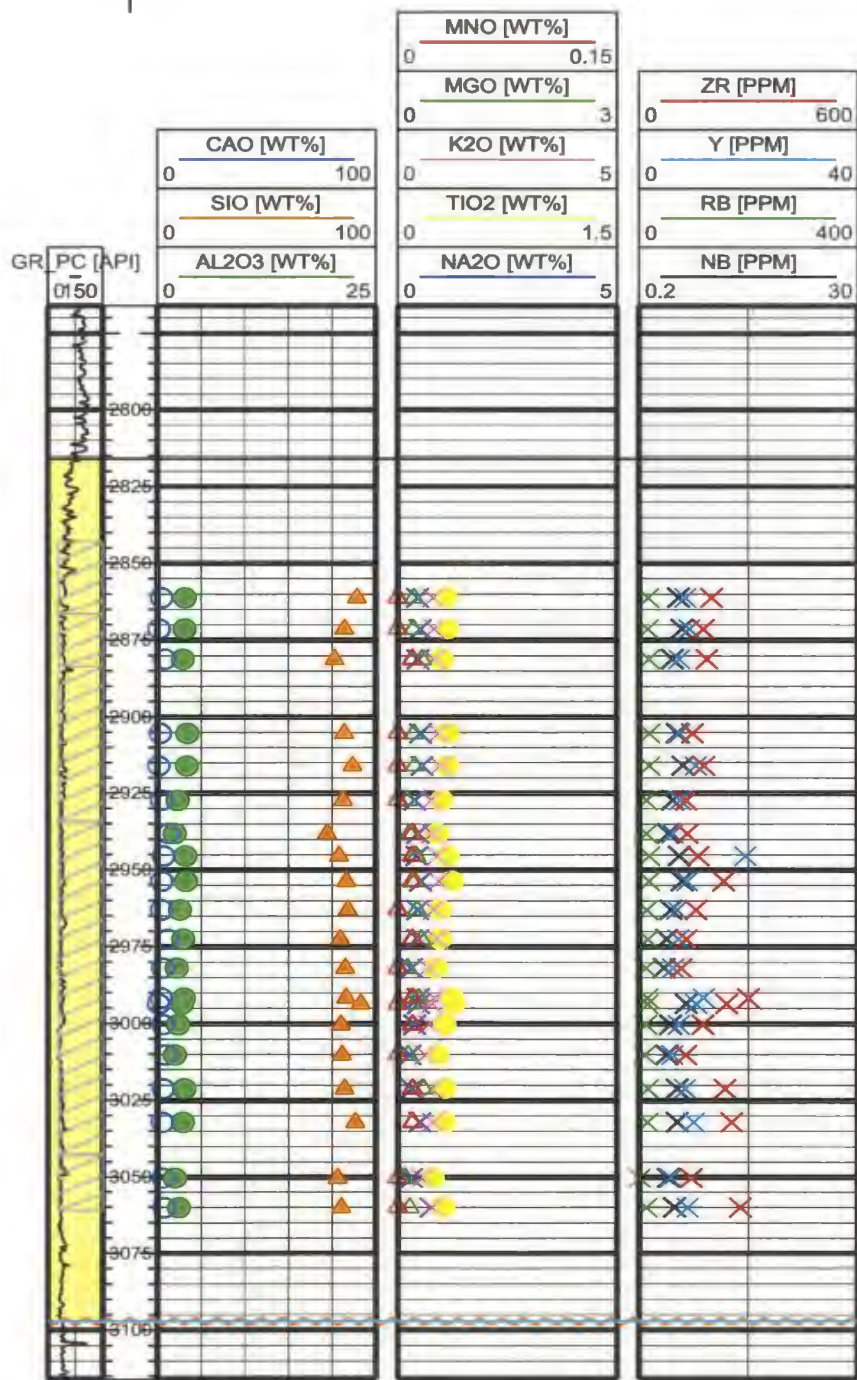 MNO [WT%]
0 0.15
MGO [WT%]
0 3
ZR [PPM]
0 600
CAO [WT%]
0 100
K2O [WT%]
0 5
Y [PPM]
0 40
SIO [WT%]
0 100
TIO2 [WT%]
0 1.5
RB [PPM]
0 400
GR_PC [API]
0150
AL2O3 [WT%]
0 25
NA2O [WT%]
0 5
NB [PPM]
0.2 30
2800
2825
2850
2875
2900
2925
2950
2975
3000
3025
3050
3075
3100